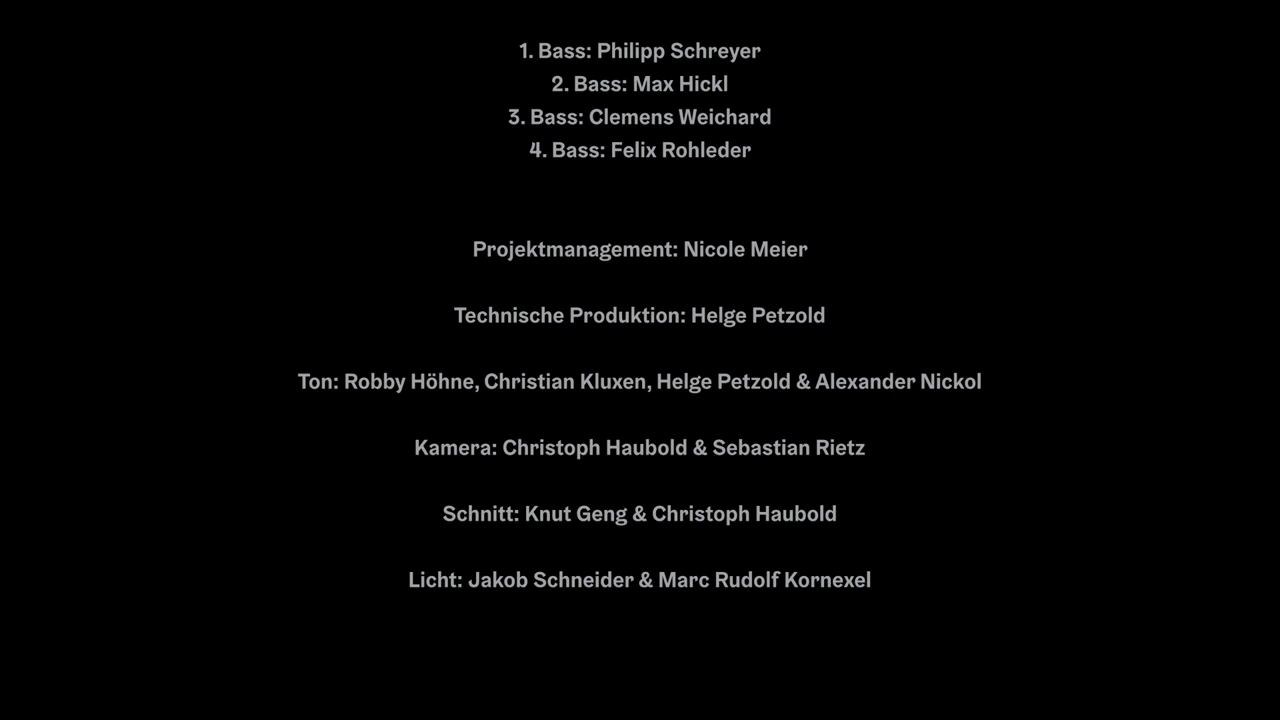 1. Bass: Philipp Schreyer
2. Bass: Max Hickl
3. Bass: Clemens Weichard
4. Bass: Felix Rohleder
Projektmanagement: Nicole Meier
Technische Produktion: Helge Petzold
Ton: Robby Höhne, Christian Kluxen, Helge Petzold & Alexander Nickol
Kamera: Christoph Haubold & Sebastian Rietz
Schnitt: Knut Geng & Christoph Haubold
Licht: Jakob Schneider & Marc Rudolf Kornexel